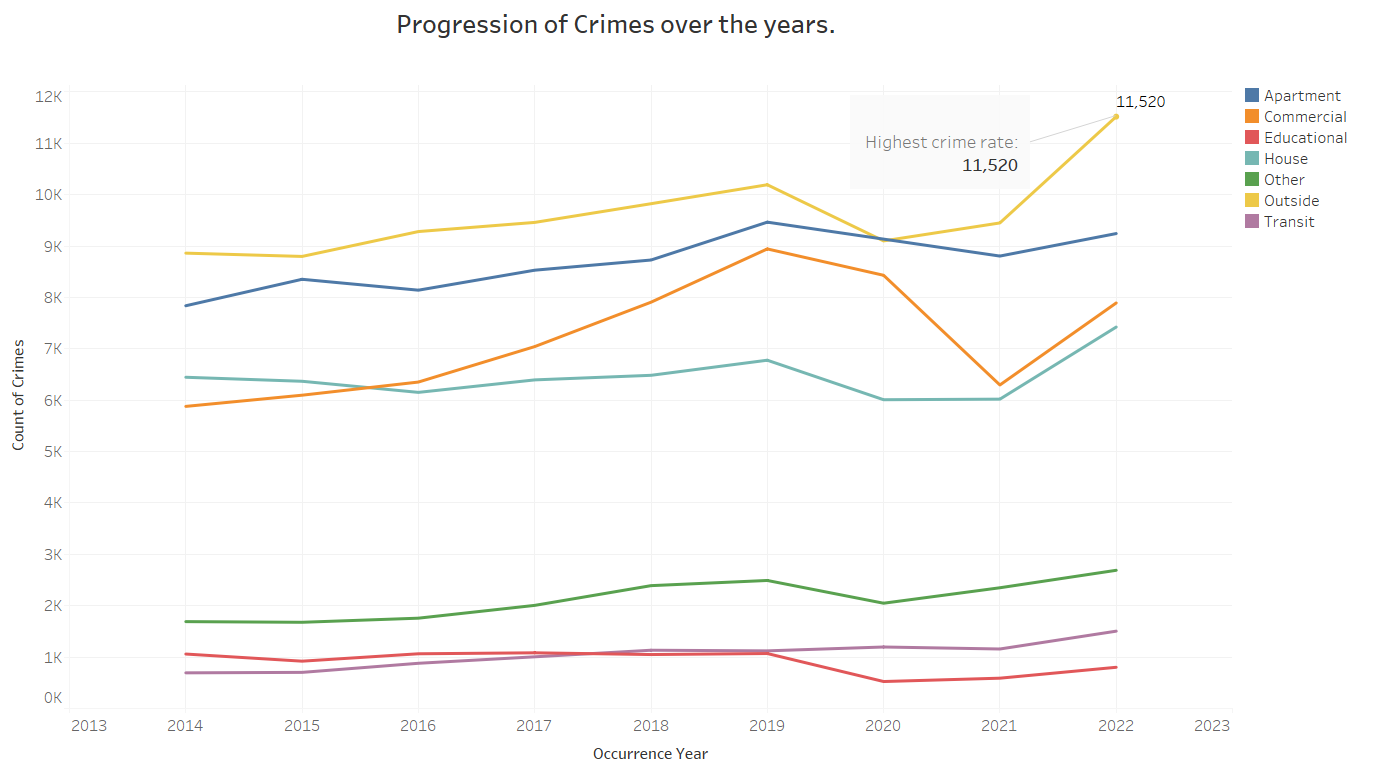 Progression of Crimes over the years.
12K
11K
10K
9K
8K
7K
6K
5K
4K
3K
2K
1K
0K
Count of Crimes
11,520
Highest crime rate:
11,520
Apartment
Commercial
Educational
House
Other
Outside
Transit
2013 2014 2015 2016 2017 2018 2019 2020 2021 2022 2023
Occurrence Year